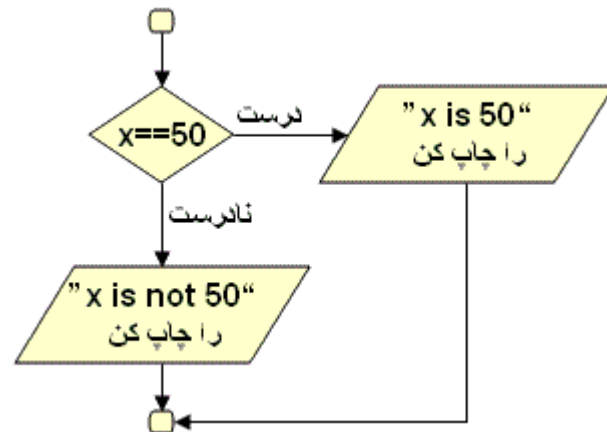 x==50
درست
"x is 50"
را چاپ کن
نادرست
"x is not 50"
را چاپ کن